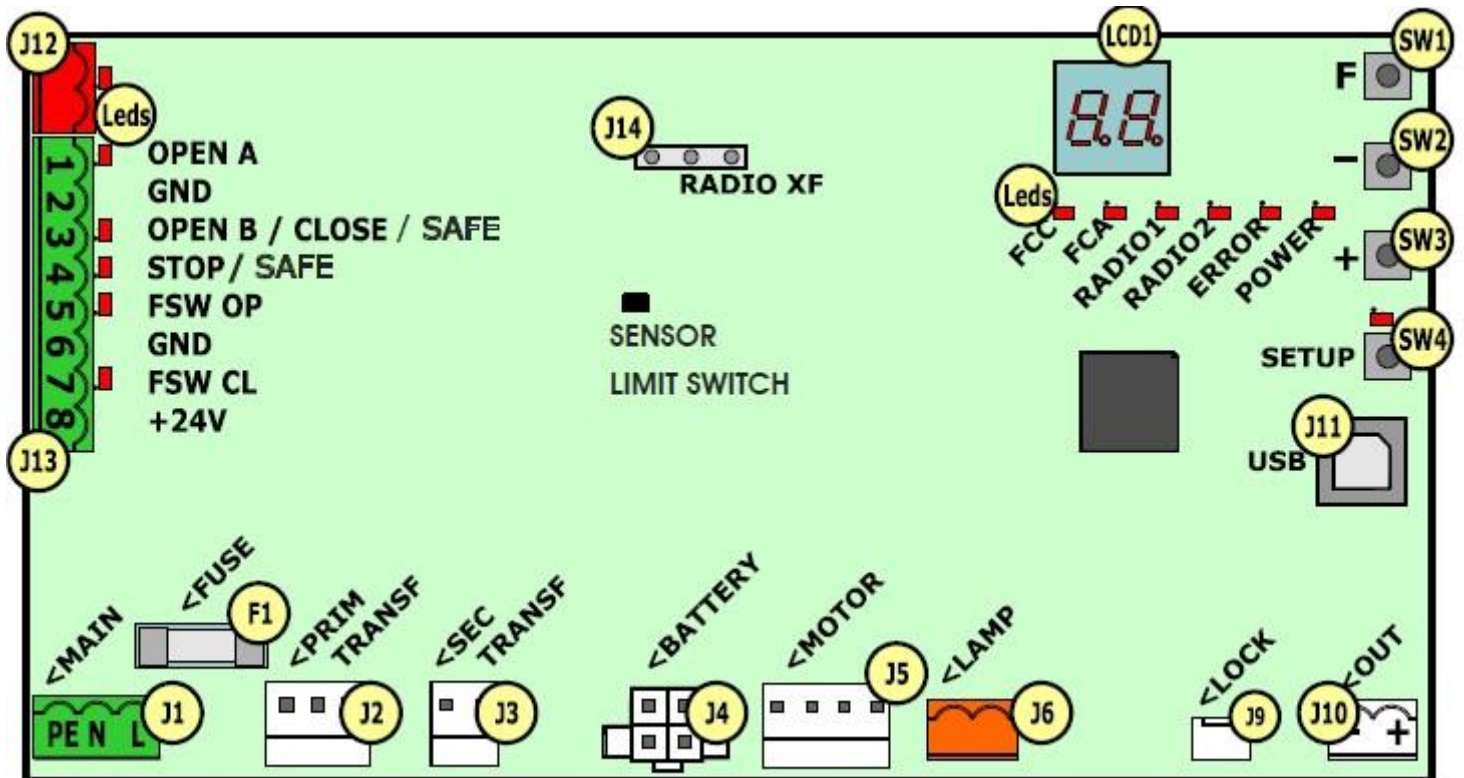 J12
LCD1
SW1
F
Leds
J14
RADIO XF
SW2
-
1 OPEN A
2 GND
3 OPEN B / CLOSE / SAFE
4 STOP / SAFE
5 FSW OP
6 GND
7 FSW CL
8 +24V
J13
SENSOR
LIMIT SWITCH
8.8.
Leds
FCC
FCA
RADIO1
RADIO2
ERROR
POWER
SW3
+
SW4
SETUP
J11
USB
<MAIN
<FUSE
F1
<PRIM
TRANSF
<SEC
TRANSF
<BATTERY
<MOTOR
<LAMP
<LOCK
<OUT
PE N L
J1
J2
J3
J4
J5
J6
J9
J10
- +